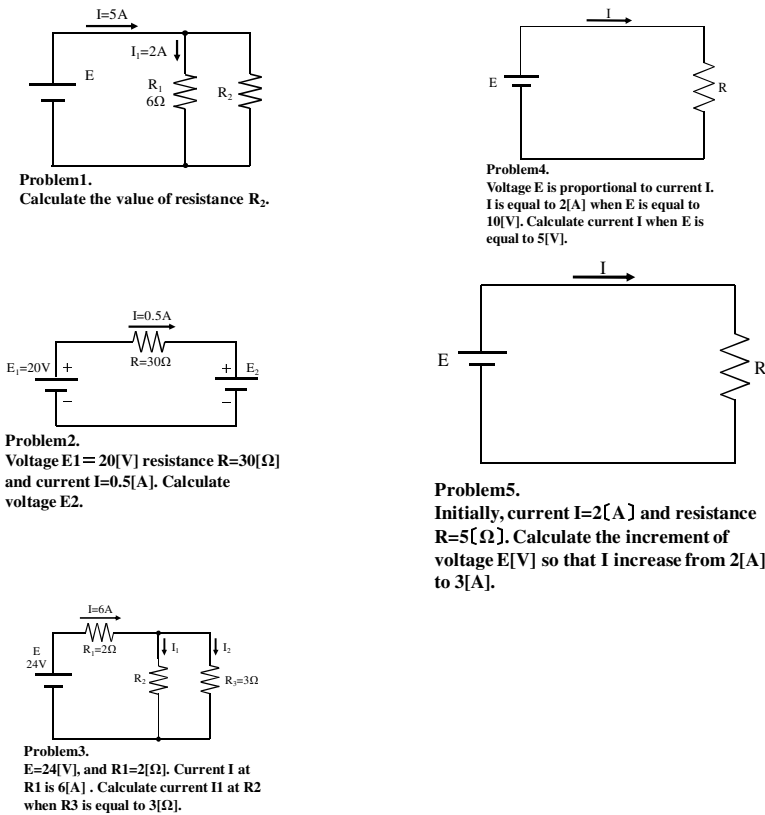 I=5A
I₁=2A
E
R₁
6Ω
R₂
Problem1.
Calculate the value of resistance R₂.
I=0.5A
R=30Ω
E₁=20V
+
−
+
−
E₂
Problem2.
Voltage E1＝20[V] resistance R=30[Ω]
and current I=0.5[A]. Calculate
voltage E2.
I=6A
R₁=2Ω
E
24V
I₁
I₂
R₂
R₃=3Ω
Problem3.
E=24[V], and R1=2[Ω]. Current I at
R1 is 6[A] . Calculate current I1 at R2
when R3 is equal to 3[Ω].
I
E
R
Problem4.
Voltage E is proportional to current I.
I is equal to 2[A] when E is equal to
10[V]. Calculate current I when E is
equal to 5[V].
I
E
R
Problem5.
Initially, current I=2〔A〕and resistance
R=5〔Ω〕. Calculate the increment of
voltage E[V] so that I increase from 2[A]
to 3[A].